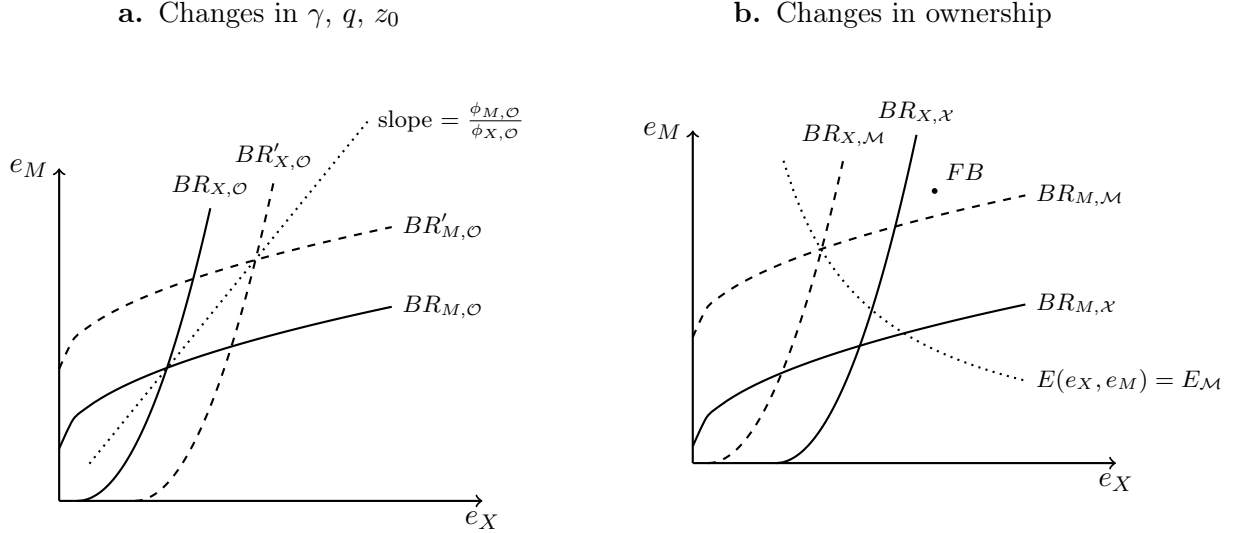 a. Changes in γ, q, z₀
b. Changes in ownership
slope = ϕ_{M,𝒪}/ϕ_{X,𝒪}
e_M
BR′_{X,𝒪}
BR_{X,𝒪}
BR′_{M,𝒪}
BR_{M,𝒪}
e_X
e_M
BR_{X,ℳ}
BR_{X,𝒳}
FB
BR_{M,ℳ}
BR_{M,𝒳}
E(e_X, e_M) = E_ℳ
e_X